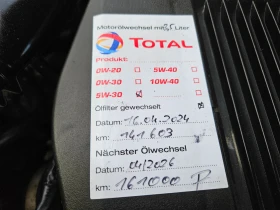 Motorölwechsel mit 5 Liter
TOTAL
Produkt:
0W-20 5W-40
0W-30 10W-40
5W-30
Ölfilter gewechselt
Datum: 16.04.2024
km: 141.603
Nächster Ölwechsel
Datum: 04/2026
km: 161000